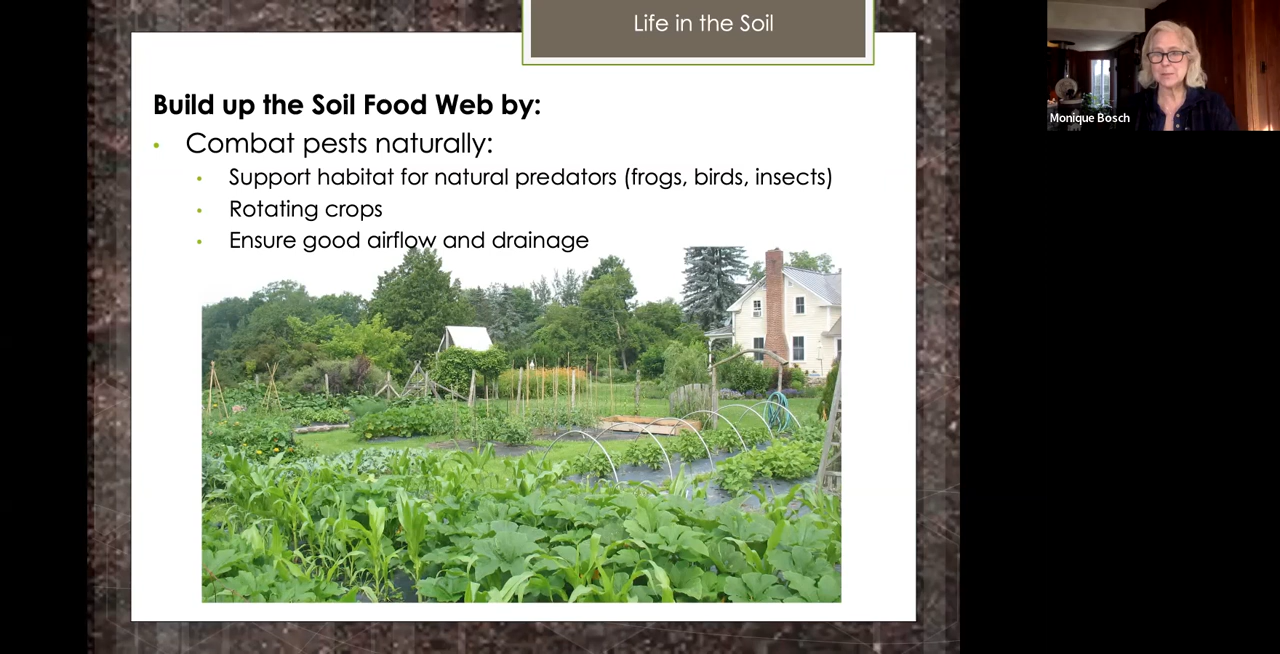 Life in the Soil
Build up the Soil Food Web by:
• Combat pests naturally:
• Support habitat for natural predators (frogs, birds, insects)
• Rotating crops
• Ensure good airflow and drainage
Monique Bosch